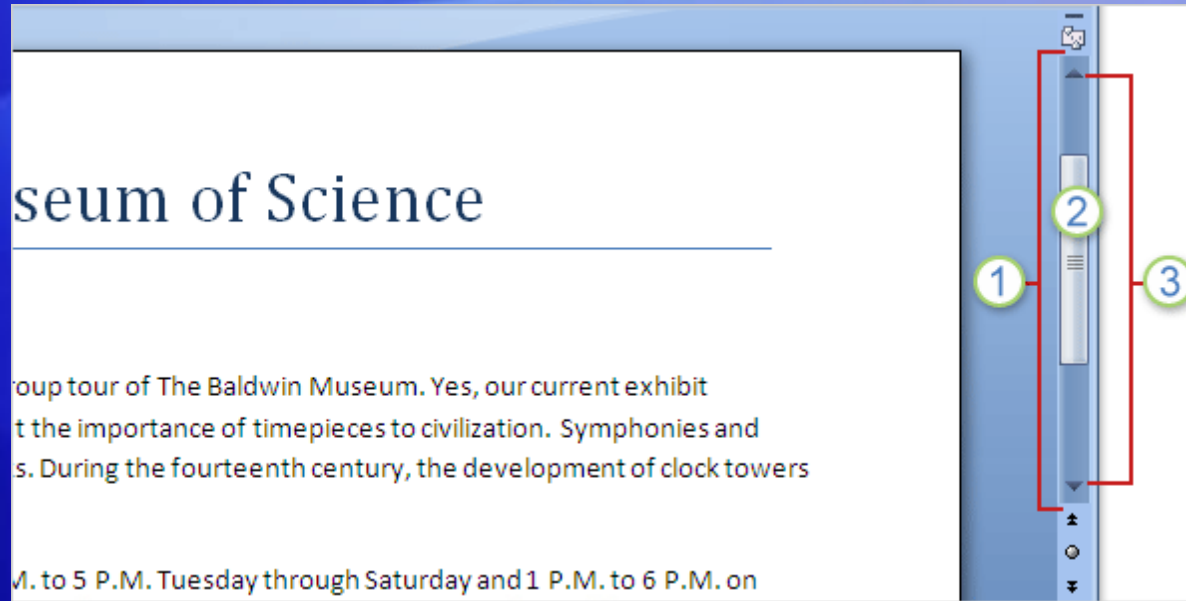 seum of Science
oup tour of The Baldwin Museum. Yes, our current exhibit
t the importance of timepieces to civilization. Symphonies and
s. During the fourteenth century, the development of clock towers
M. to 5 P.M. Tuesday through Saturday and 1 P.M. to 6 P.M. on
1
2
3